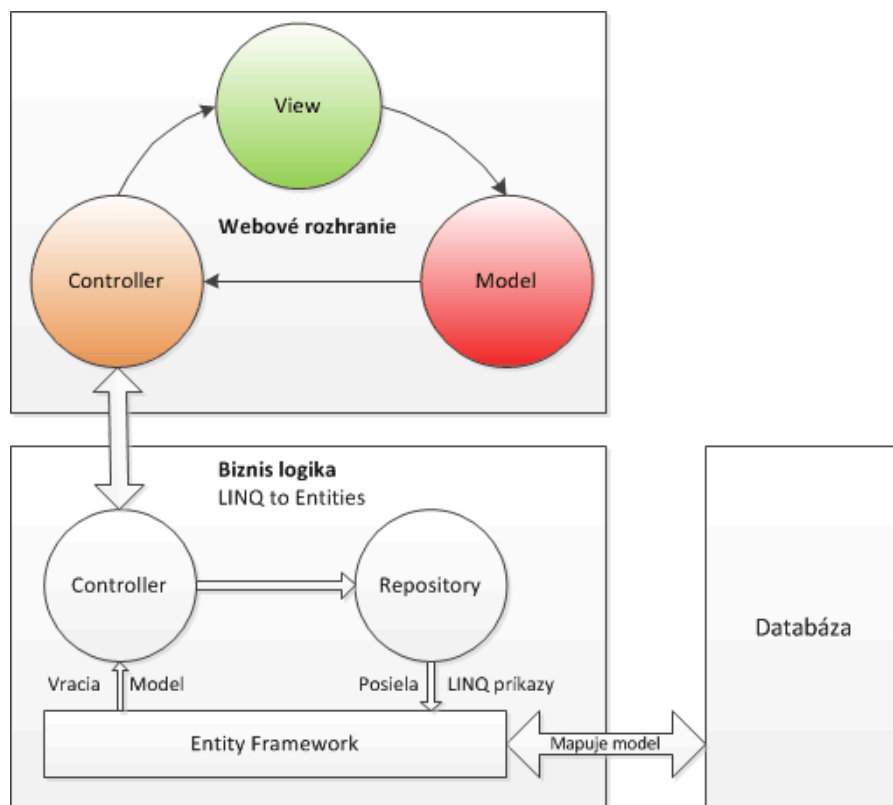 View
Webové rozhranie
Controller
Model
Biznis logika
LINQ to Entities
Controller
Repository
Databáza
Vracia Model
Posiela LINQ príkazy
Entity Framework
Mapuje model